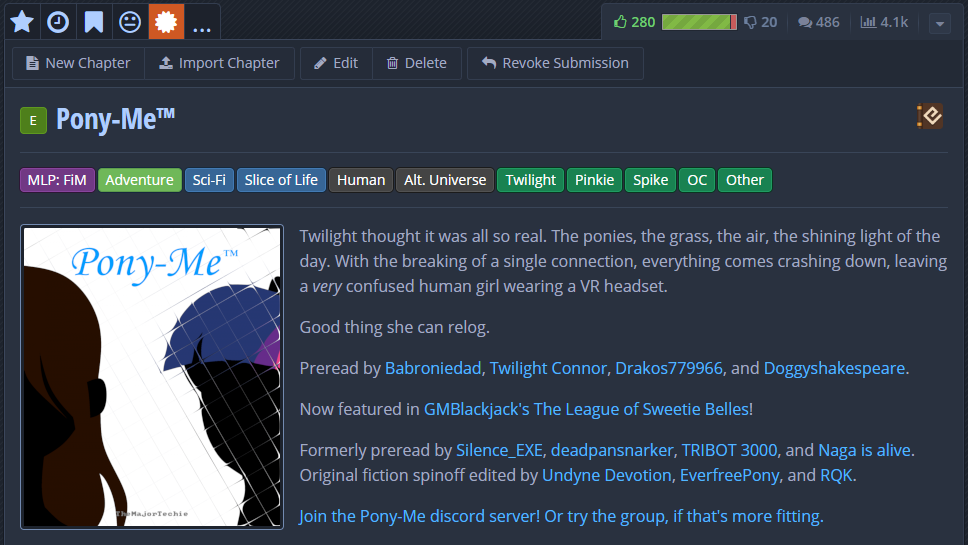 ...
280
20
486
4.1k
New Chapter
Import Chapter
Edit
Delete
Revoke Submission
E
Pony-Me™
MLP: FiM
Adventure
Sci-Fi
Slice of Life
Human
Alt. Universe
Twilight
Pinkie
Spike
OC
Other
Pony-Me™
TheMajorTechie
Twilight thought it was all so real. The ponies, the grass, the air, the shining light of the
day. With the breaking of a single connection, everything comes crashing down, leaving
a very confused human girl wearing a VR headset.
Good thing she can relog.
Preread by Babroniedad, Twilight Connor, Drakos779966, and Doggyshakespeare.
Now featured in GMBlackjack's The League of Sweetie Belles!
Formerly preread by Silence_EXE, deadpansnarker, TRIBOT 3000, and Naga is alive.
Original fiction spinoff edited by Undyne Devotion, EverfreePony, and RQK.
Join the Pony-Me discord server! Or try the group, if that's more fitting.